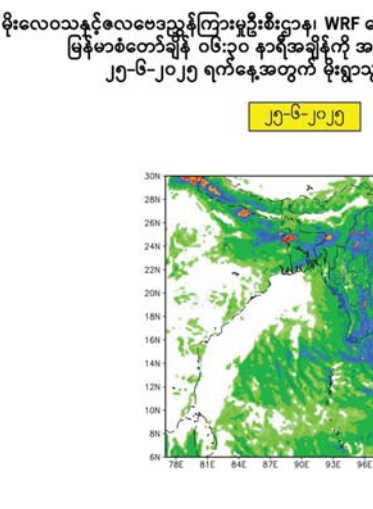 မိုးလေဝသနှင့်ဇလဗေဒညွှန်ကြားမှုဦးစီးဌာန၊ WRF
မြန်မာစံတော်ချိန် ၀၆:၃၀ နာရီအချိန်ကို
၂၅-၆-၂၀၂၅ ရက်နေ့အတွက်
၂၅-၆-၂၀၂၅
30N
28N
26N
24N
22N
20N
18N
16N
14N
12N
10N
8N
6N
78E 81E 84E 87E 90E 93E 96E